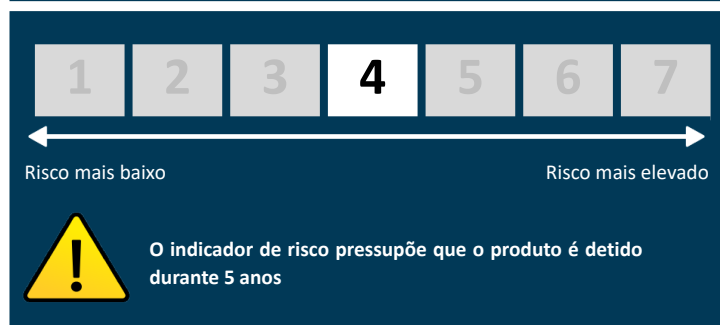 1 2 3 4 5 6 7
Risco mais baixo Risco mais elevado
O indicador de risco pressupõe que o produto é detido
durante 5 anos